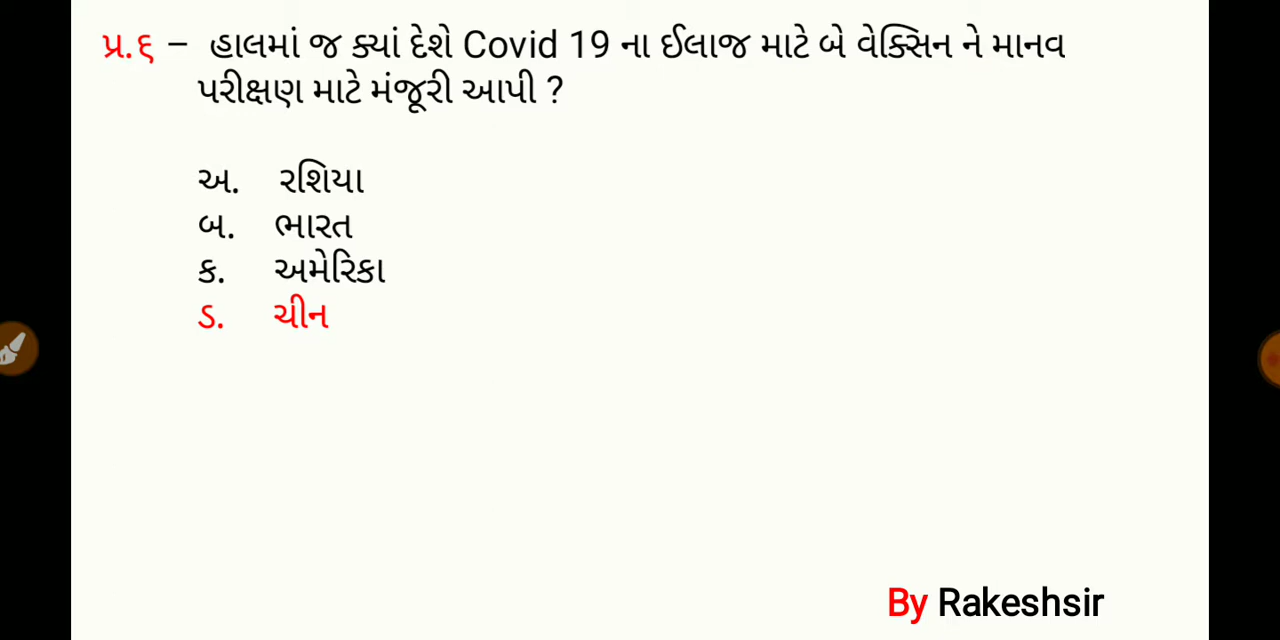 પ્ર.૬ – હાલમાં જ ક્યાં દેશે Covid 19 ના ઈલાજ માટે બે વેક્સિન ને માનવ
પરીક્ષણ માટે મંજૂરી આપી ?
અ. રશિયા
બ. ભારત
ક. અમેરિકા
ડ. ચીન
By Rakeshsir